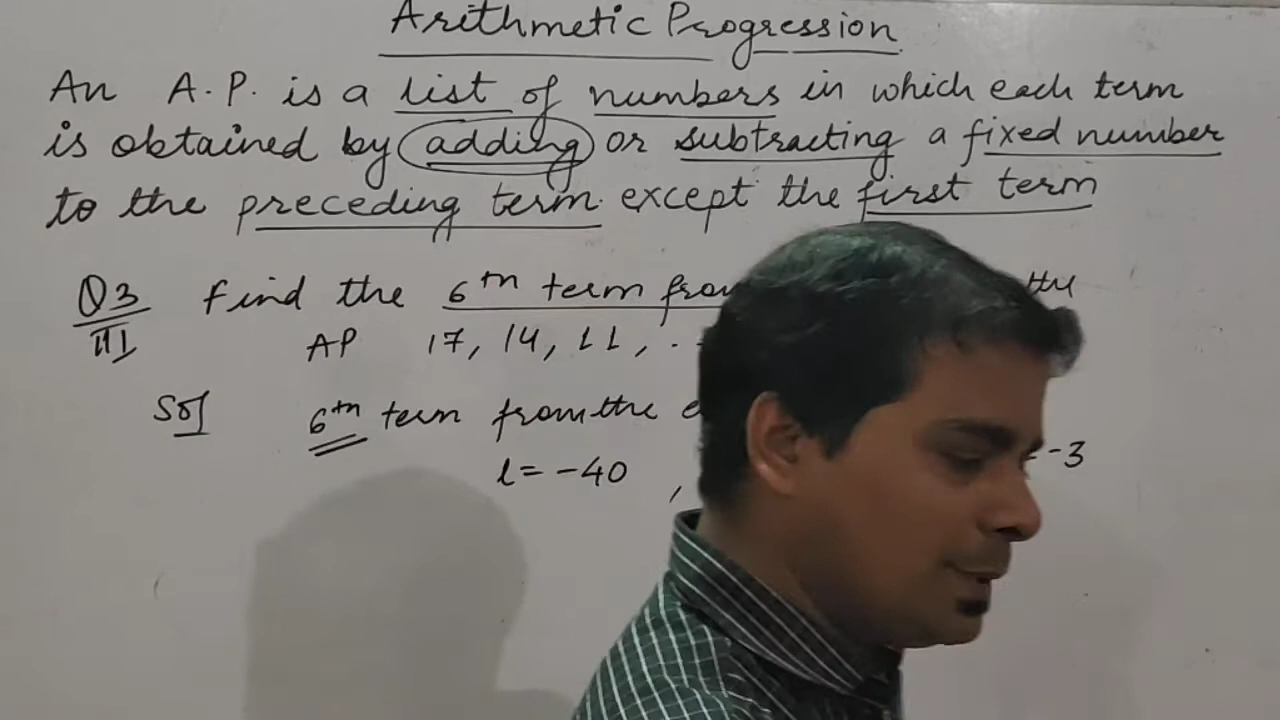 Arithmetic Progression
An A.P. is a list of numbers in which each term
is obtained by adding or subtracting a fixed number
to the preceding term except the first term
Q3 Find the 6th term from the
III AP 17, 14, 11, . .
Sol 6th term from the
l = -40 , = -3